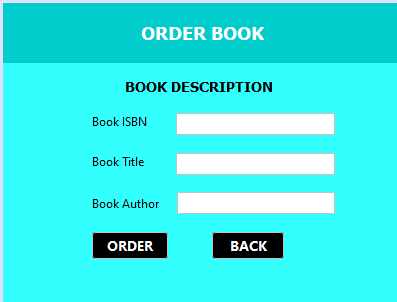 ORDER BOOK
BOOK DESCRIPTION
Book ISBN
Book Title
Book Author
ORDER BACK